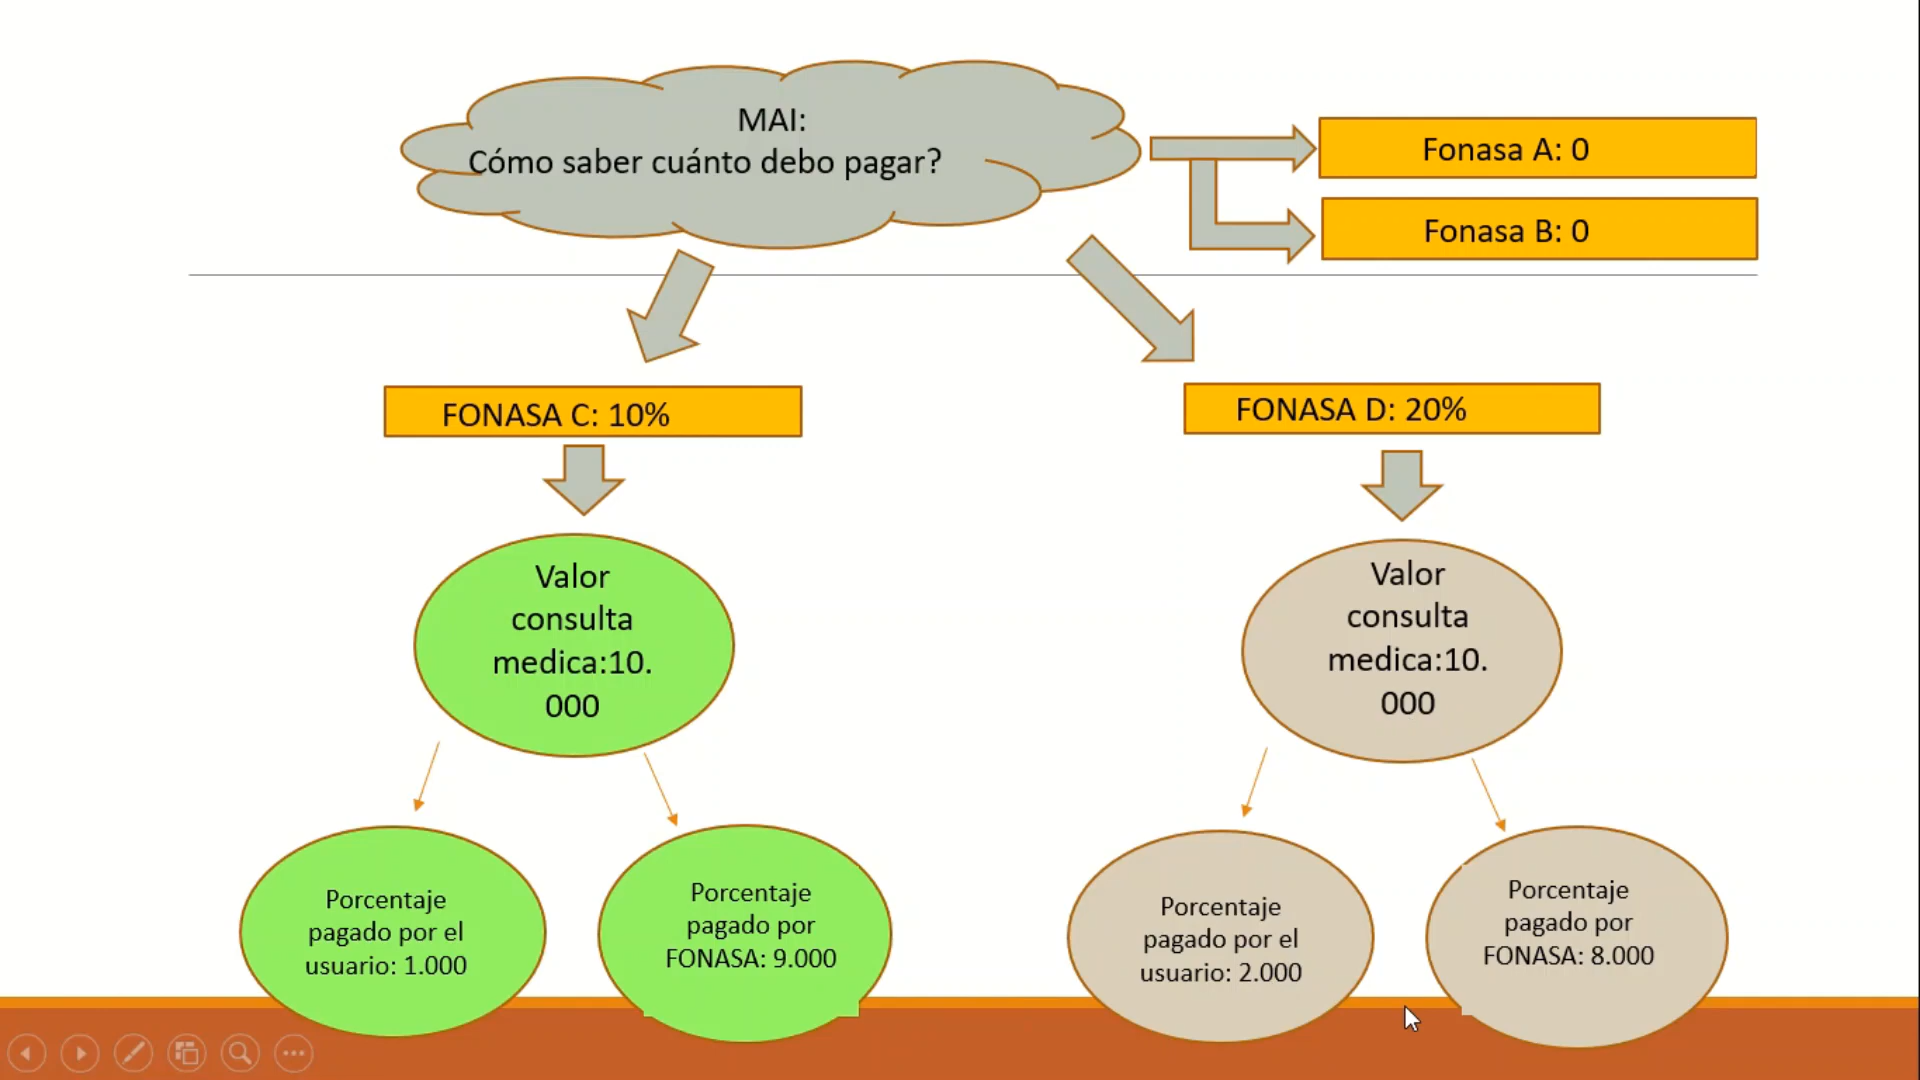 MAI:
Cómo saber cuánto debo pagar?
Fonasa A: 0
Fonasa B: 0
FONASA C: 10%
FONASA D: 20%
Valor
consulta
medica:10.
000
Valor
consulta
medica:10.
000
Porcentaje
pagado por el
usuario: 1.000
Porcentaje
pagado por
FONASA: 9.000
Porcentaje
pagado por el
usuario: 2.000
Porcentaje
pagado por
FONASA: 8.000